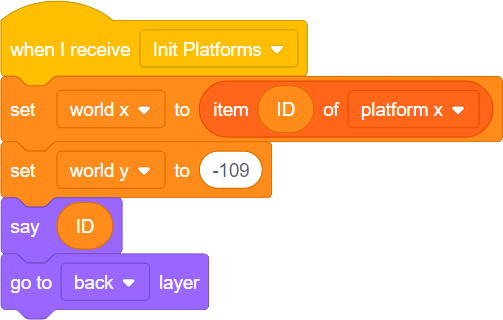 when I receive Init Platforms
set world x to item ID of platform x
set world y to -109
say ID
go to back layer